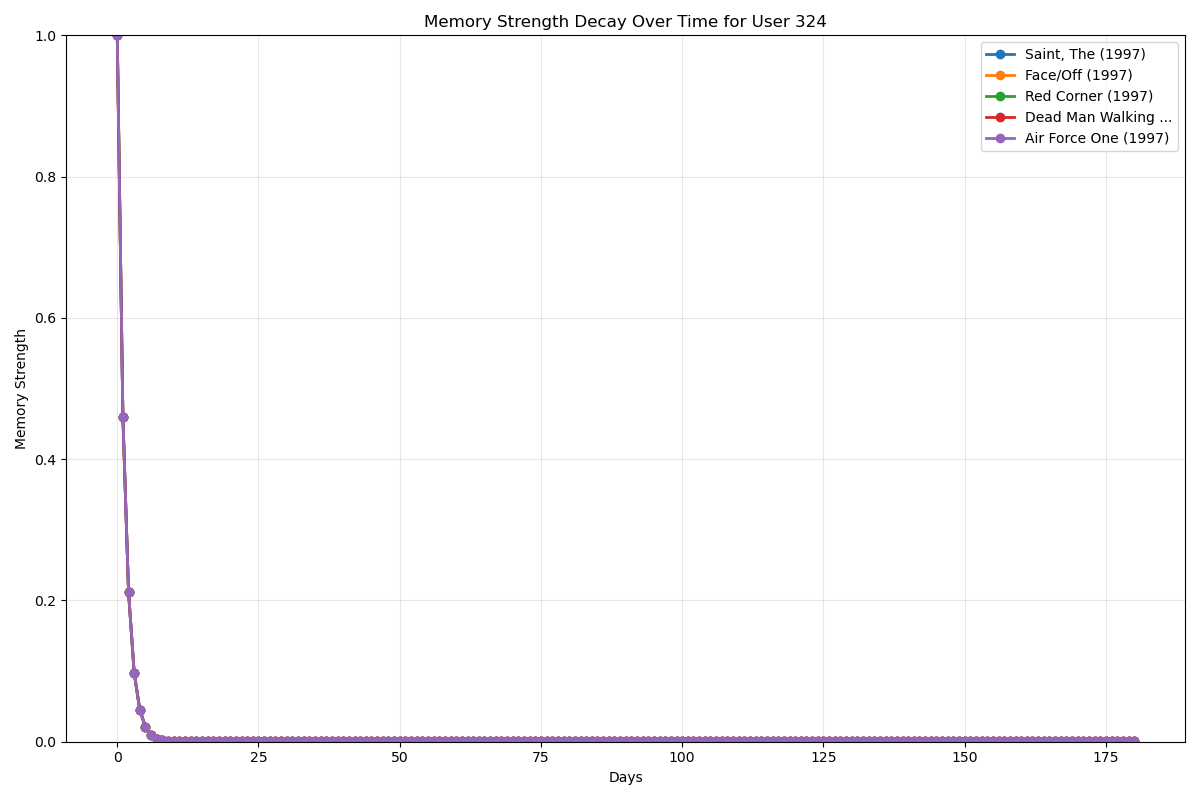 Memory Strength Decay Over Time for User 324
Saint, The (1997)
Face/Off (1997)
Red Corner (1997)
Dead Man Walking ...
Air Force One (1997)
Memory Strength
1.0
0.8
0.6
0.4
0.2
0.0
0 25 50 75 100 125 150 175
Days